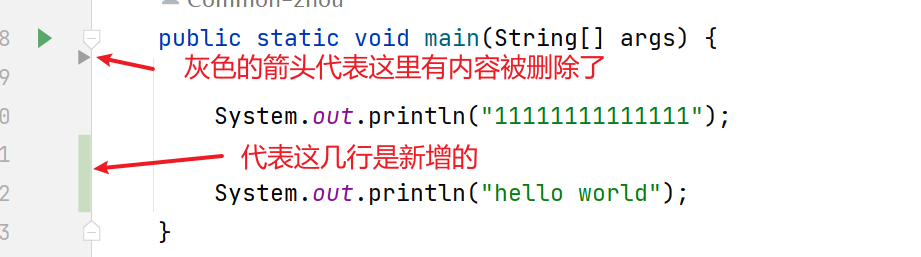 Common-zhou
8 public static void main(String[] args) {
灰色的箭头代表这里有内容被删除了
9
0 System.out.println("11111111111111");
1 代表这几行是新增的
2 System.out.println("hello world");
3 }